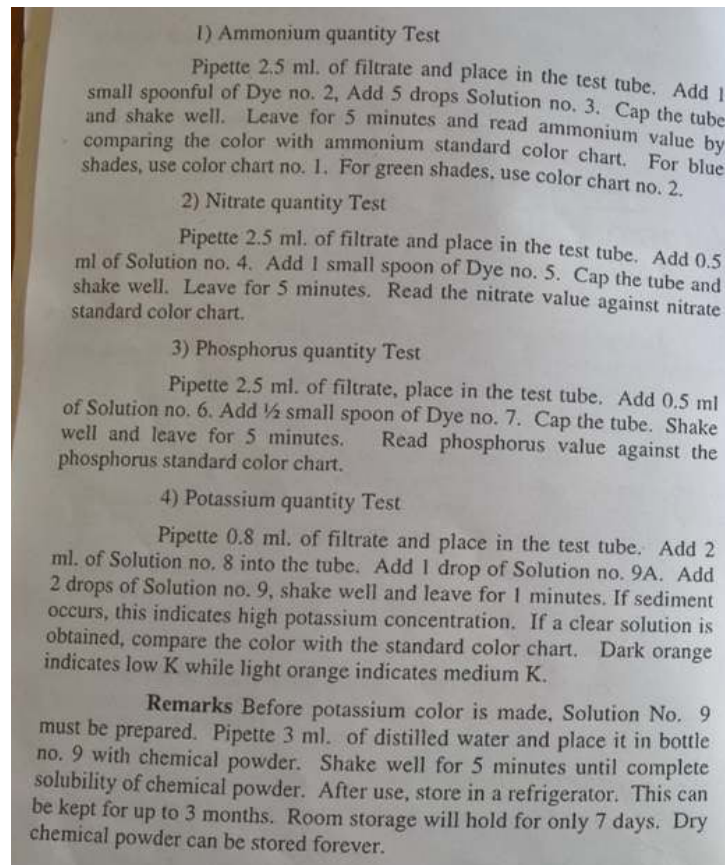 1) Ammonium quantity Test
Pipette 2.5 ml. of filtrate and place in the test tube. Add 1
small spoonful of Dye no. 2, Add 5 drops Solution no. 3. Cap the tube
and shake well. Leave for 5 minutes and read ammonium value by
comparing the color with ammonium standard color chart. For blue
shades, use color chart no. 1. For green shades, use color chart no. 2.
2) Nitrate quantity Test
Pipette 2.5 ml. of filtrate and place in the test tube. Add 0.5
ml of Solution no. 4. Add 1 small spoon of Dye no. 5. Cap the tube and
shake well. Leave for 5 minutes. Read the nitrate value against nitrate
standard color chart.
3) Phosphorus quantity Test
Pipette 2.5 ml. of filtrate, place in the test tube. Add 0.5 ml
of Solution no. 6. Add ½ small spoon of Dye no. 7. Cap the tube. Shake
well and leave for 5 minutes. Read phosphorus value against the
phosphorus standard color chart.
4) Potassium quantity Test
Pipette 0.8 ml. of filtrate and place in the test tube. Add 2
ml. of Solution no. 8 into the tube. Add 1 drop of Solution no. 9A. Add
2 drops of Solution no. 9, shake well and leave for 1 minutes. If sediment
occurs, this indicates high potassium concentration. If a clear solution is
obtained, compare the color with the standard color chart. Dark orange
indicates low K while light orange indicates medium K.
Remarks Before potassium color is made, Solution No. 9
must be prepared. Pipette 3 ml. of distilled water and place it in bottle
no. 9 with chemical powder. Shake well for 5 minutes until complete
solubility of chemical powder. After use, store in a refrigerator. This can
be kept for up to 3 months. Room storage will hold for only 7 days. Dry
chemical powder can be stored forever.